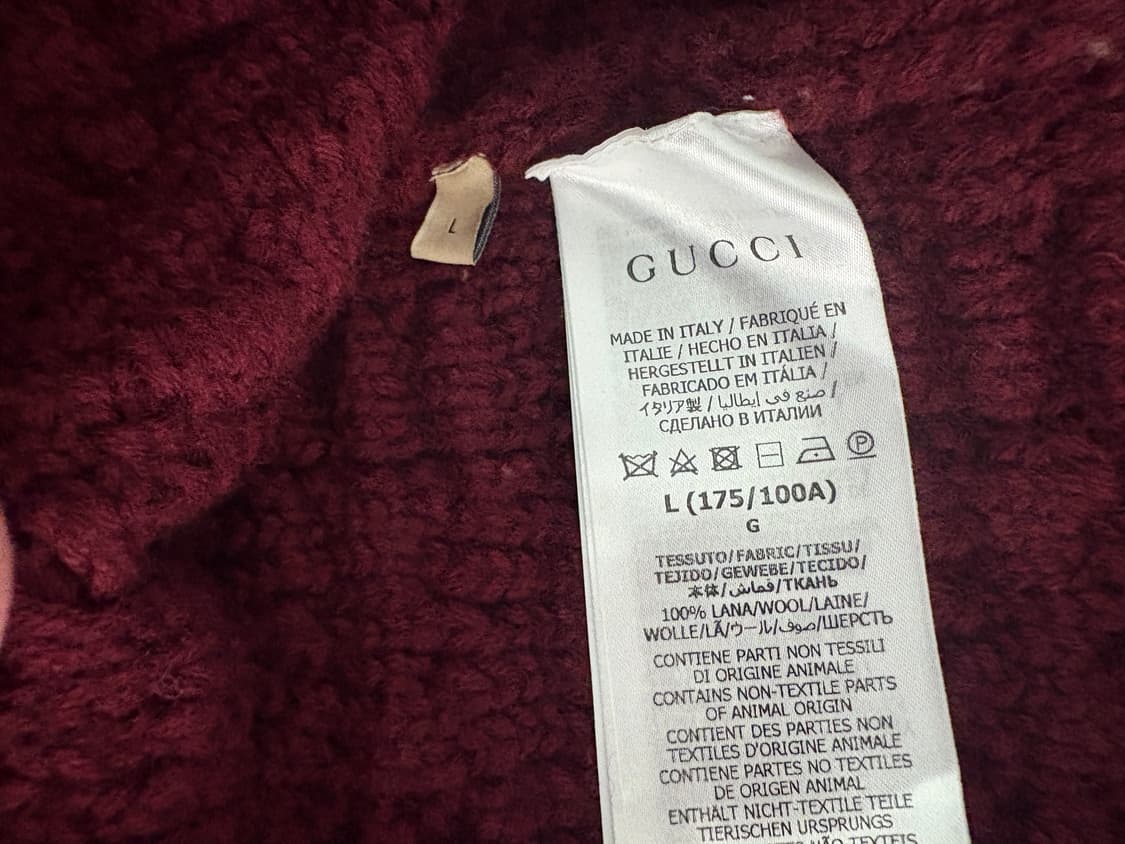 L
GUCCI
MADE IN ITALY / FABRIQUÉ EN
ITALIE / HECHO EN ITALIA /
HERGESTELLT IN ITALIEN /
FABRICADO EM ITÁLIA /
イタリア製 / صنع في إيطاليا /
СДЕЛАНО В ИТАЛИИ
P
L (175/100A)
G
TESSUTO/FABRIC/TISSU/
TEJIDO/GEWEBE/TECIDO/
本体/قماش/ТКАНЬ
100% LANA/WOOL/LAINE/
WOLLE/LÃ/ウール/صوف/ШЕРСТЬ
CONTIENE PARTI NON TESSILI
DI ORIGINE ANIMALE
CONTAINS NON-TEXTILE PARTS
OF ANIMAL ORIGIN
CONTIENT DES PARTIES NON
TEXTILES D'ORIGINE ANIMALE
CONTIENE PARTES NO TEXTILES
DE ORIGEN ANIMAL
ENTHÄLT NICHT-TEXTILE TEILE
TIERISCHEN URSPRUNGS
NÃO TEXTEIS